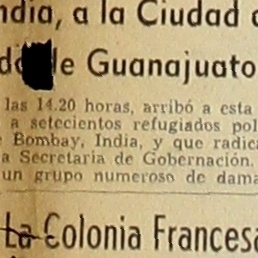 ndia, a la Ciudad
le Guanajuato
las 14.20 horas, arribó a esta
a setecientos refugiados pol
Bombay, India, y que radic
a Secretaría de Gobernación.
un grupo numeroso de dama
La Colonia Francesa